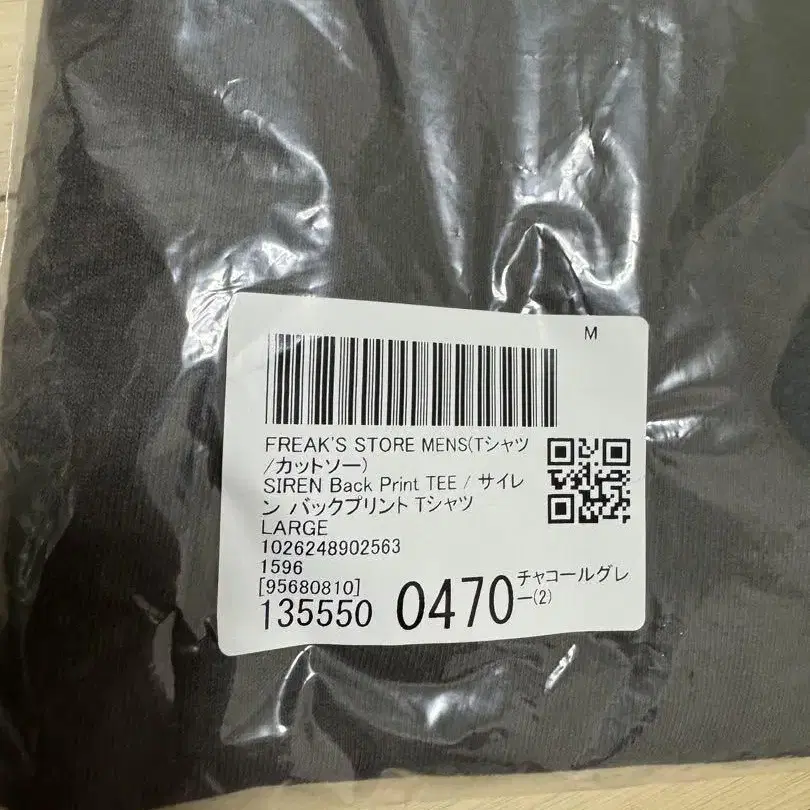 M
FREAK'S STORE MENS(Tシャツ
/カットソー)
SIREN Back Print TEE / サイレ
ン バックプリント Tシャツ
LARGE
1026248902563
1596
[95680810]
135550 0470 チャコールグレ
ー(2)